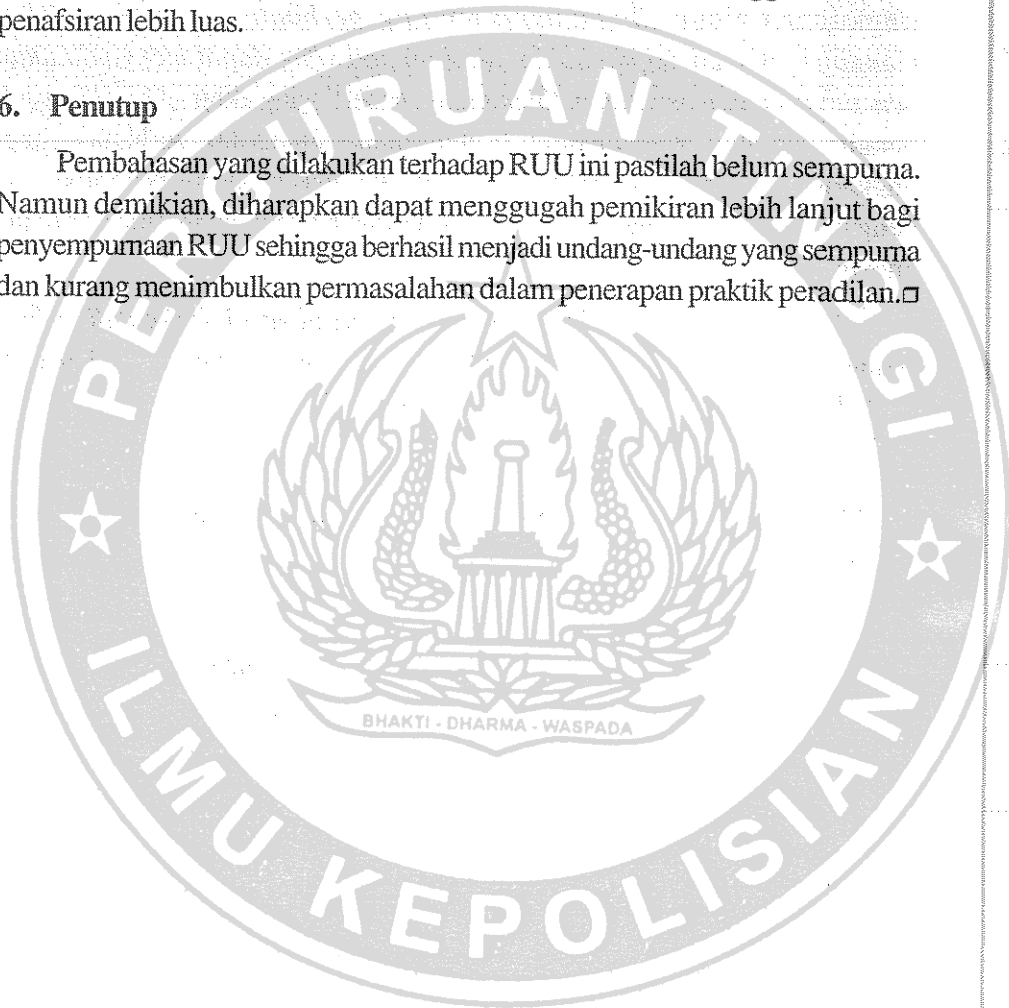 penafsiran lebih luas.
6. Penutup
Pembahasan yang dilakukan terhadap RUU ini pastilah belum sempurna.
Namun demikian, diharapkan dapat menggugah pemikiran lebih lanjut bagi
penyempurnaan RUU sehingga berhasil menjadi undang-undang yang sempurna
dan kurang menimbulkan permasalahan dalam penerapan praktik peradilan.□
PERGURUAN TINGGI
BHAKTI - DHARMA - WASPADA
ILMU KEPOLISIAN